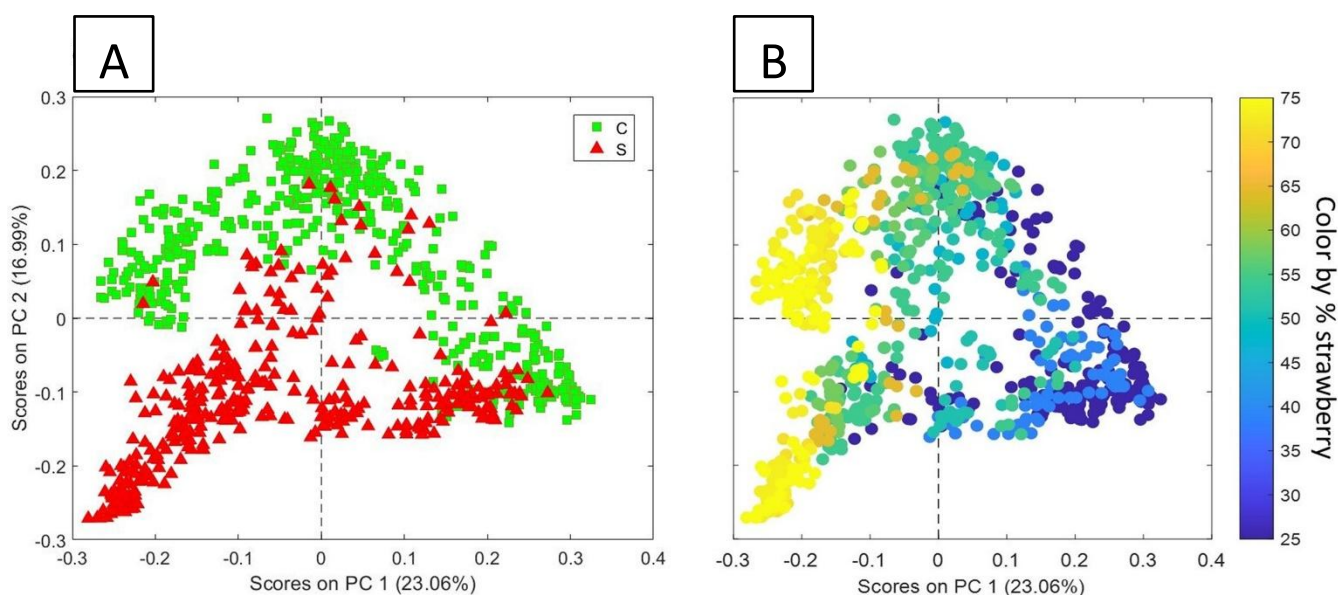 A
B
0.3
0.2
0.1
0
-0.1
-0.2
-0.3
Scores on PC 2 (16.99%)
C
S
-0.3 -0.2 -0.1 0 0.1 0.2 0.3 0.4
Scores on PC 1 (23.06%)
-0.3 -0.2 -0.1 0 0.1 0.2 0.3 0.4
Scores on PC 1 (23.06%)
75
70
65
60
55
50
45
40
35
30
25
Color by % strawberry